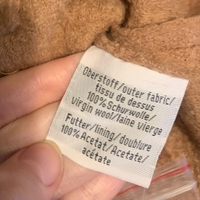 Oberstoff/outer fabric/
tissu de dessus
100% Schurwolle/
virgin wool/laine vierge
Futter/lining/doublure
100% Acetat/Acetate/
acétate